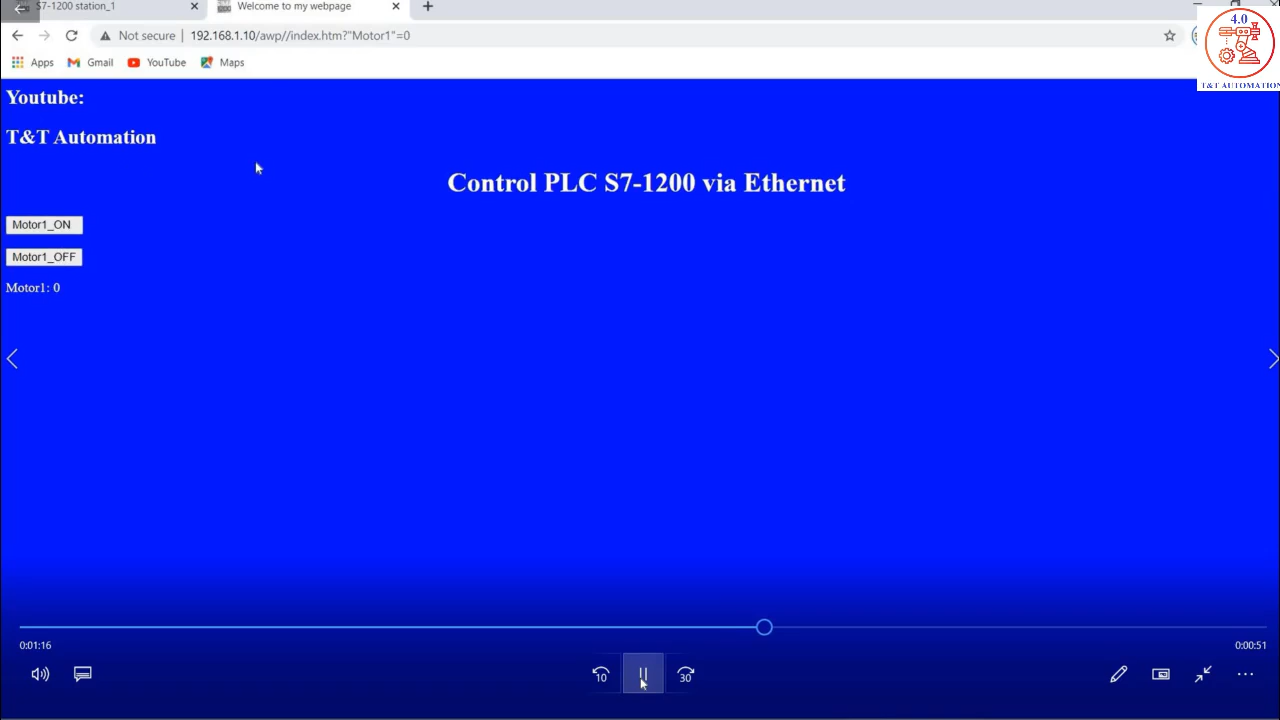 S7-1200 station_1
Welcome to my webpage
Not secure
192.168.1.10/awp//index.htm?"Motor1"=0
Apps
Gmail
YouTube
Maps
4.0
T&T AUTOMATION
Youtube:
T&T Automation
Control PLC S7-1200 via Ethernet
Motor1_ON
Motor1_OFF
Motor1: 0
0:01:16
0:00:51
10
30